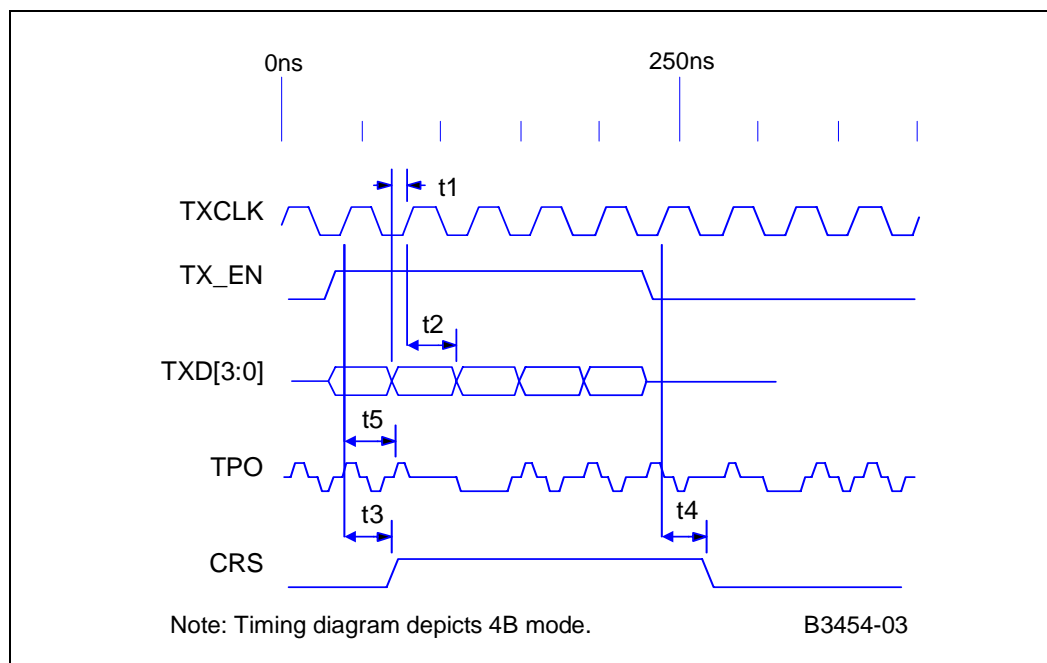 0ns 250ns
t1
TXCLK
TX_EN
t2
TXD[3:0]
t5
TPO
t3 t4
CRS
Note: Timing diagram depicts 4B mode. B3454-03